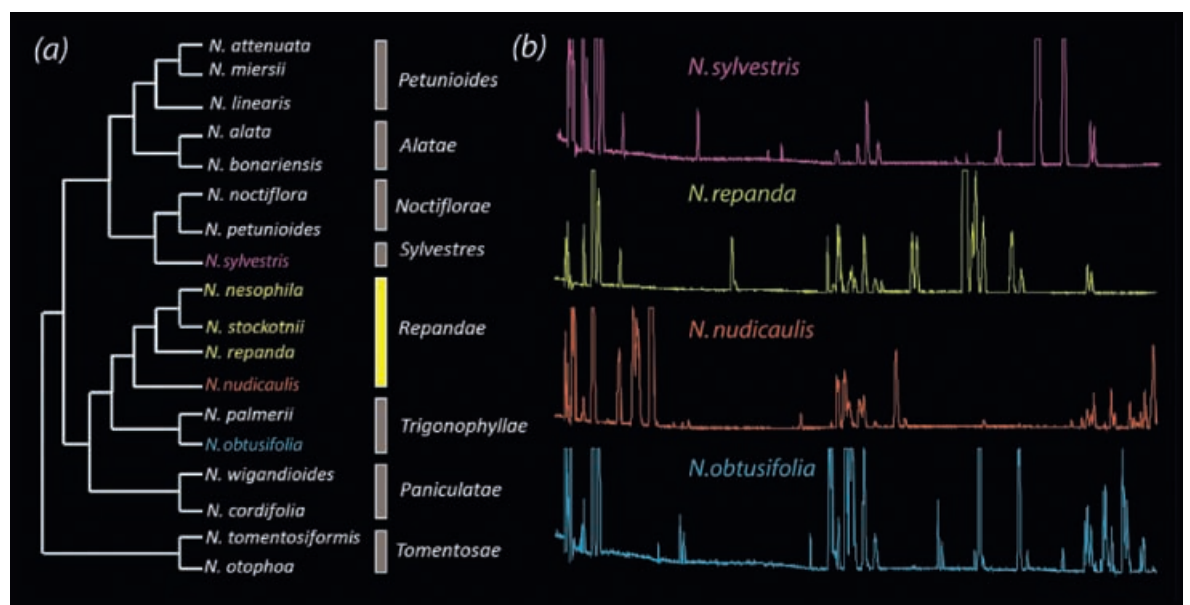 (a)
N. attenuata
N. miersii
N. linearis
N. alata
N. bonariensis
N. noctiflora
N. petunioides
N. sylvestris
N. nesophila
N. stockotnii
N. repanda
N. nudicaulis
N. palmerii
N. obtusifolia
N. wigandioides
N. cordifolia
N. tomentosiformis
N. otophoa
Petunioides
Alatae
Noctiflorae
Sylvestres
Repandae
Trigonophyllae
Paniculatae
Tomentosae
(b)
N. sylvestris
N. repanda
N. nudicaulis
N. obtusifolia